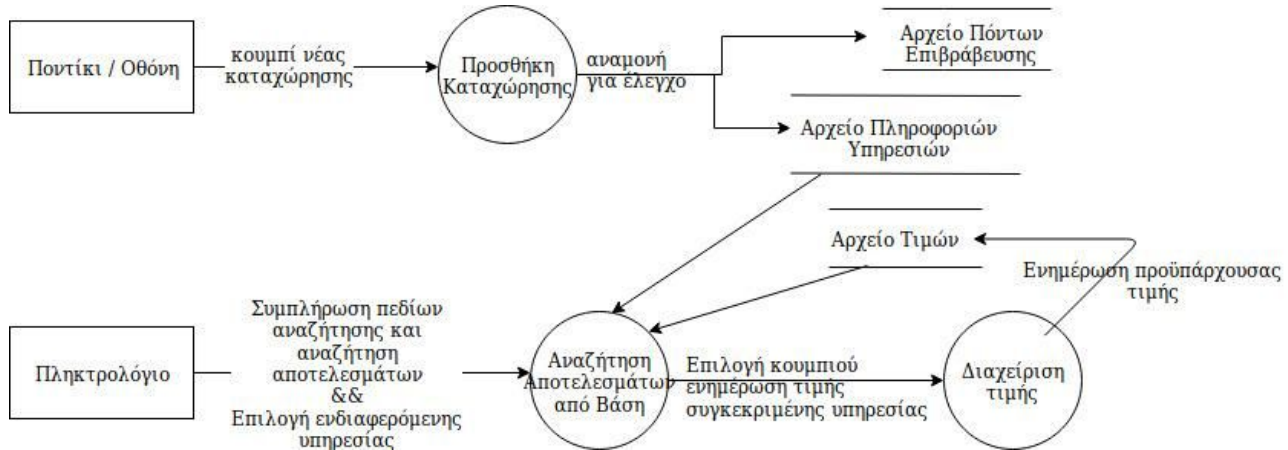 Ποντίκι / Οθόνη
κουμπί νέας
καταχώρησης
Προσθήκη
Καταχώρησης
αναμονή
για έλεγχο
Αρχείο Πόντων
Επιβράβευσης
Αρχείο Πληροφοριών
Υπηρεσιών
Αρχείο Τιμών
Ενημέρωση προϋπάρχουσας
τιμής
Πληκτρολόγιο
Συμπλήρωση πεδίων
αναζήτησης και
αναζήτηση
αποτελεσμάτων
&&
Επιλογή ενδιαφερόμενης
υπηρεσίας
Αναζήτηση
Αποτελεσμάτων
από Βάση
Επιλογή κουμπιού
ενημέρωση τιμής
συγκεκριμένης υπηρεσίας
Διαχείριση
τιμής